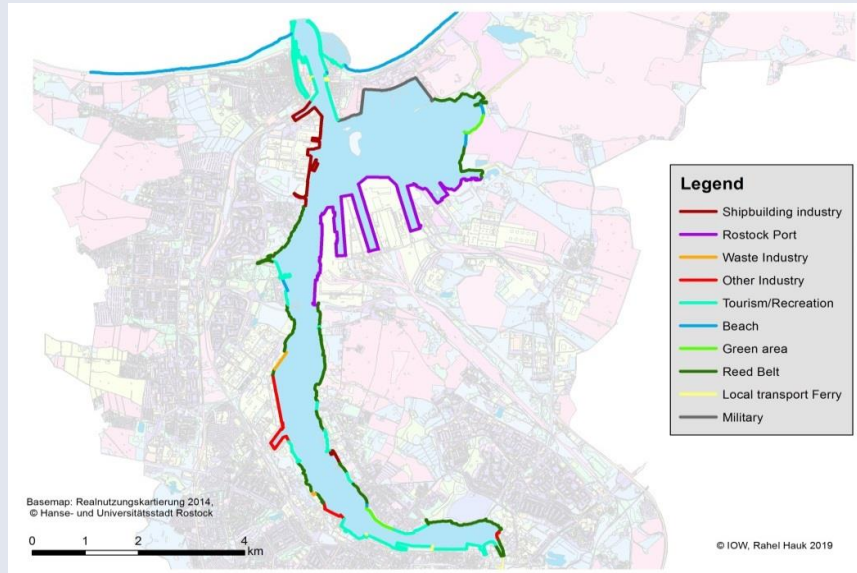 Legend
Shipbuilding industry
Rostock Port
Waste Industry
Other Industry
Tourism/Recreation
Beach
Green area
Reed Belt
Local transport Ferry
Military
Basemap: Realnutzungskartierung 2014,
© Hanse- und Universitätsstadt Rostock
0 1 2 4
km
© IOW, Rahel Hauk 2019